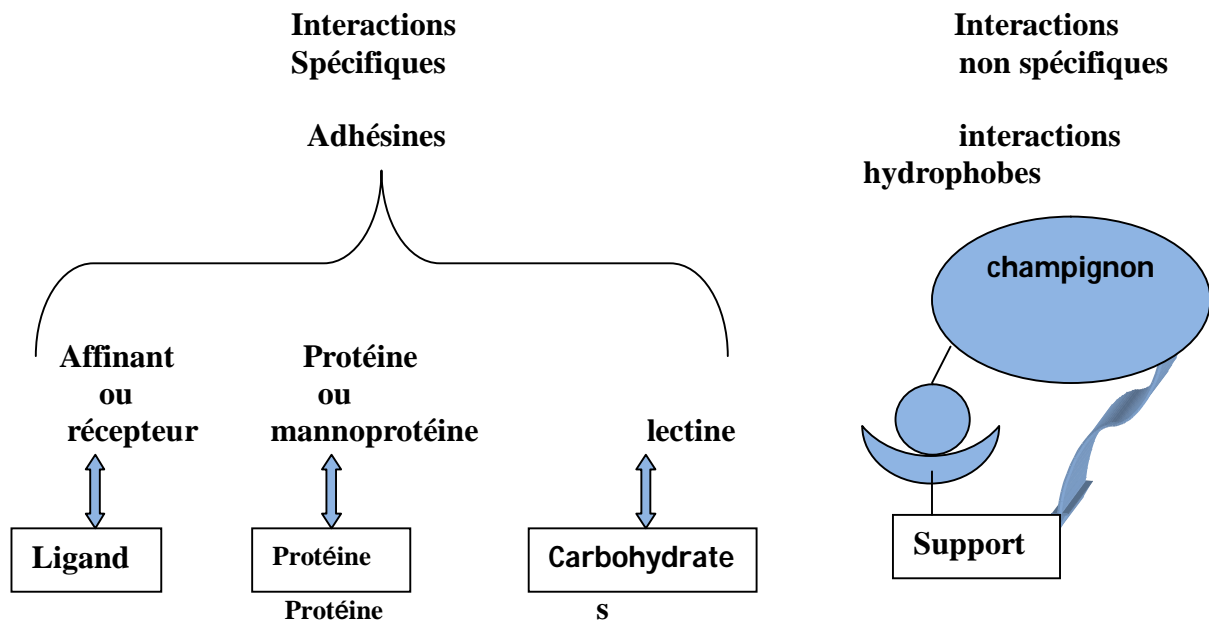 Interactions
Spécifiques
Adhésines
Affinant
ou
récepteur
Protéine
ou
mannoprotéine
lectine
Ligand
Protéine
Protéine
Carbohydrate
s
Interactions
non spécifiques
interactions
hydrophobes
champignon
Support